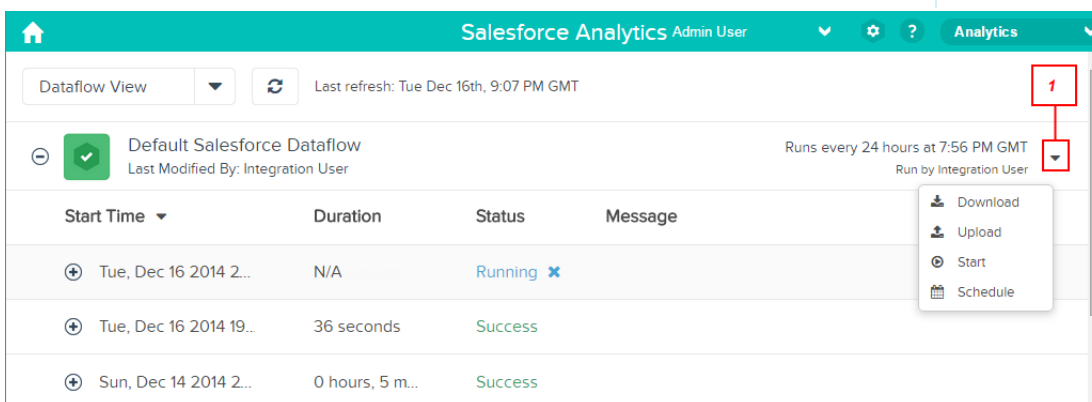 Salesforce Analytics Admin User ? Analytics
Dataflow View Last refresh: Tue Dec 16th, 9:07 PM GMT
1
Default Salesforce Dataflow
Last Modified By: Integration User
Runs every 24 hours at 7:56 PM GMT
Run by Integration User
Download
Upload
Start
Schedule
Start Time Duration Status Message
Tue, Dec 16 2014 2... N/A Running
Tue, Dec 16 2014 19... 36 seconds Success
Sun, Dec 14 2014 2... 0 hours, 5 m... Success